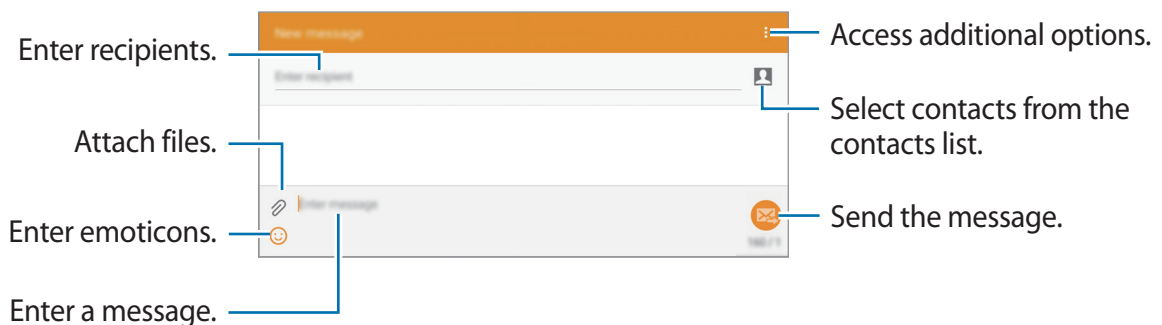 New message
Access additional options.
Enter recipients.
Enter recipient
Select contacts from the
contacts list.
Attach files.
Enter message
Send the message.
Enter emoticons.
160 / 1
Enter a message.